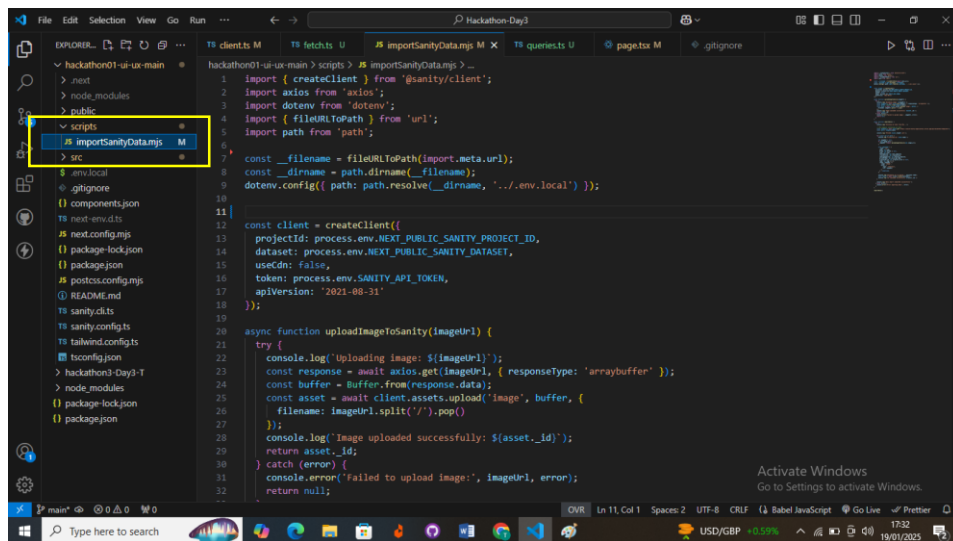 File Edit Selection View Go Run ··· Hackathon-Day3
EXPLORER... TS client.ts M TS fetch.ts U JS importSanityData.mjs M TS queries.ts U page.tsx M .gitignore
hackathon01-ui-ux-main hackathon01-ui-ux-main > scripts > JS importSanityData.mjs > ...
.next
node_modules
public
scripts
JS importSanityData.mjs M
src
$ .env.local
.gitignore
{} components.json
TS next-env.d.ts
JS next.config.mjs
{} package-lock.json
{} package.json
JS postcss.config.mjs
README.md
TS sanity.cli.ts
TS sanity.config.ts
TS tailwind.config.ts
tsconfig.json
hackathon3-Day3-T
node_modules
{} package-lock.json
{} package.json
1 import { createClient } from '@sanity/client';
2 import axios from 'axios';
3 import dotenv from 'dotenv';
4 import { fileURLToPath } from 'url';
5 import path from 'path';
6
7 const __filename = fileURLToPath(import.meta.url);
8 const __dirname = path.dirname(__filename);
9 dotenv.config({ path: path.resolve(__dirname, '../.env.local') });
10
11
12 const client = createClient({
13 projectId: process.env.NEXT_PUBLIC_SANITY_PROJECT_ID,
14 dataset: process.env.NEXT_PUBLIC_SANITY_DATASET,
15 useCdn: false,
16 token: process.env.SANITY_API_TOKEN,
17 apiVersion: '2021-08-31'
18 });
19
20 async function uploadImageToSanity(imageUrl) {
21 try {
22 console.log(`Uploading image: ${imageUrl}`);
23 const response = await axios.get(imageUrl, { responseType: 'arraybuffer' });
24 const buffer = Buffer.from(response.data);
25 const asset = await client.assets.upload('image', buffer, {
26 filename: imageUrl.split('/').pop()
27 });
28 console.log(`Image uploaded successfully: ${asset._id}`);
29 return asset._id;
30 } catch (error) {
31 console.error('Failed to upload image:', imageUrl, error);
32 return null;
Activate Windows
Go to Settings to activate Windows.
main* 0 0 0 OVR Ln 11, Col 1 Spaces: 2 UTF-8 CRLF Babel JavaScript Go Live Prettier
Type here to search USD/GBP +0.59% 17:32
19/01/2025